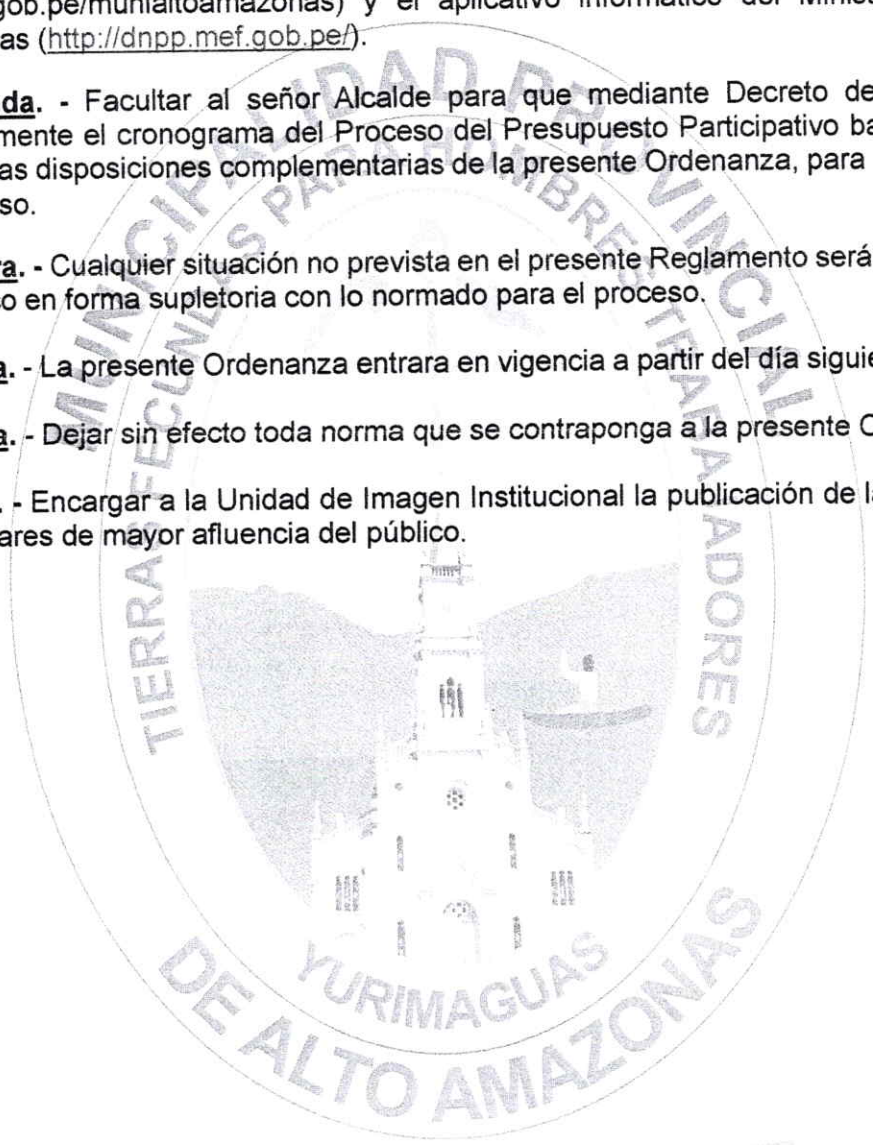 gob.pe/munialtoamazonas) y el aplicativo informático del Minis
as (http://dnpp.mef.gob.pe/).
da. - Facultar al señor Alcalde para que mediante Decreto de
mente el cronograma del Proceso del Presupuesto Participativo ba
as disposiciones complementarias de la presente Ordenanza, para
so.
a. - Cualquier situación no prevista en el presente Reglamento será
o en forma supletoria con lo normado para el proceso.
a. - La presente Ordenanza entrara en vigencia a partir del día siguie
a. - Dejar sin efecto toda norma que se contraponga a la presente O
. - Encargar a la Unidad de Imagen Institucional la publicación de la
ares de mayor afluencia del público.
MUNICIPALIDAD PROVINCIAL
TIERRAS FECUNDAS PARA HOMBRES TRABAJADORES
YURIMAGUAS
DE ALTO AMAZONAS